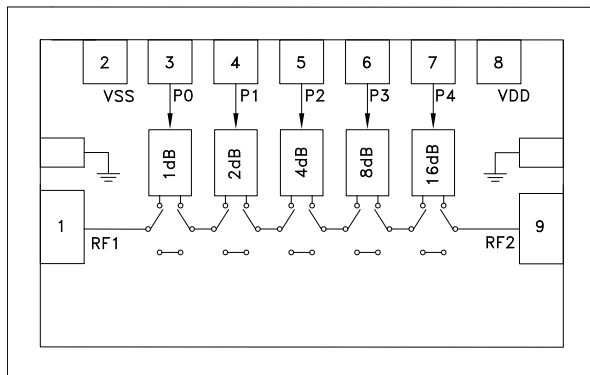 2 3 4 5 6 7 8
VSS P0 P1 P2 P3 P4 VDD
1dB 2dB 4dB 8dB 16dB
1 9
RF1 RF2